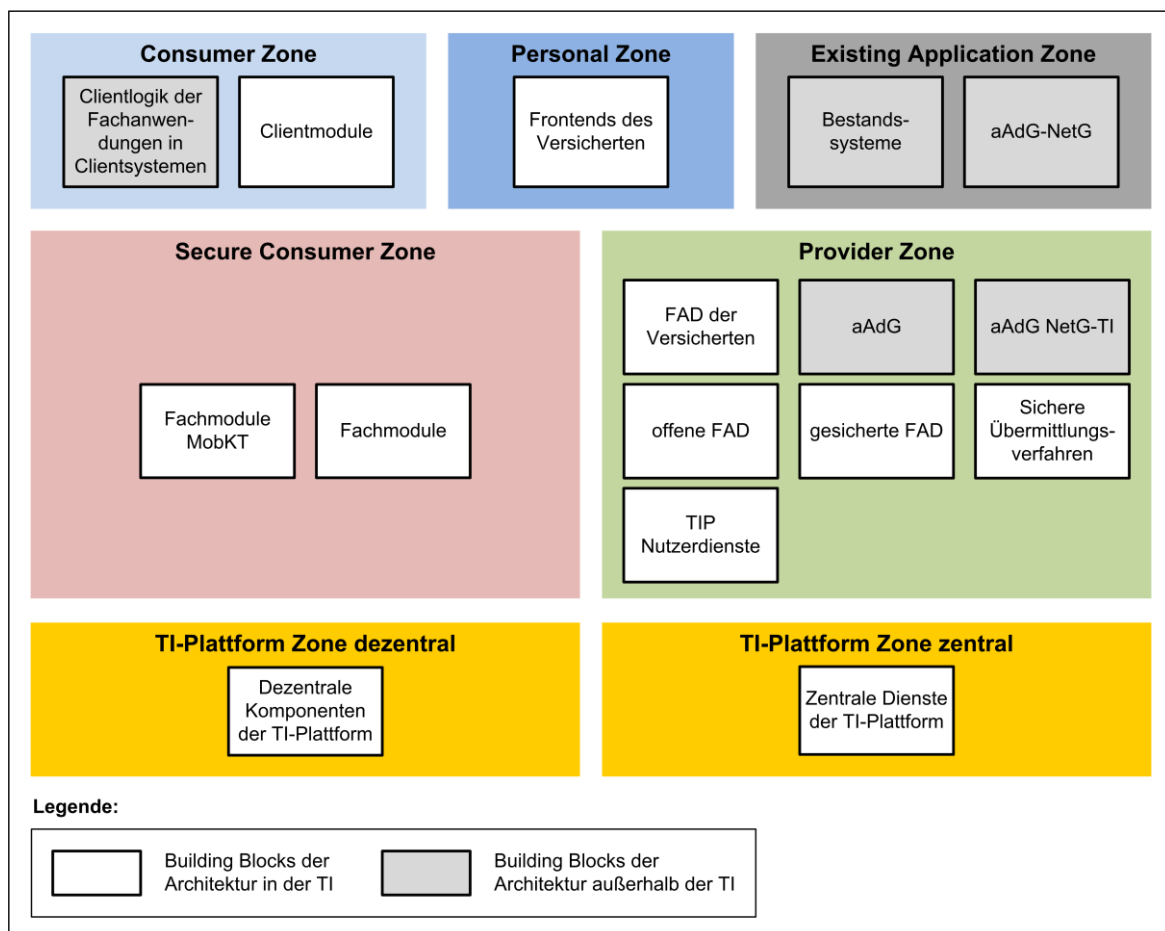 Consumer Zone
Clientlogik der
Fachanwen-
dungen in
Clientsystemen
Clientmodule
Personal Zone
Frontends des
Versicherten
Existing Application Zone
Bestands-
systeme
aAdG-NetG
Secure Consumer Zone
Fachmodule
MobKT
Fachmodule
Provider Zone
FAD der
Versicherten
aAdG
aAdG NetG-TI
offene FAD
gesicherte FAD
Sichere
Übermittlungs-
verfahren
TIP
Nutzerdienste
TI-Plattform Zone dezentral
Dezentrale
Komponenten
der TI-Plattform
TI-Plattform Zone zentral
Zentrale Dienste
der TI-Plattform
Legende:
Building Blocks der
Architektur in der TI
Building Blocks der
Architektur außerhalb der TI